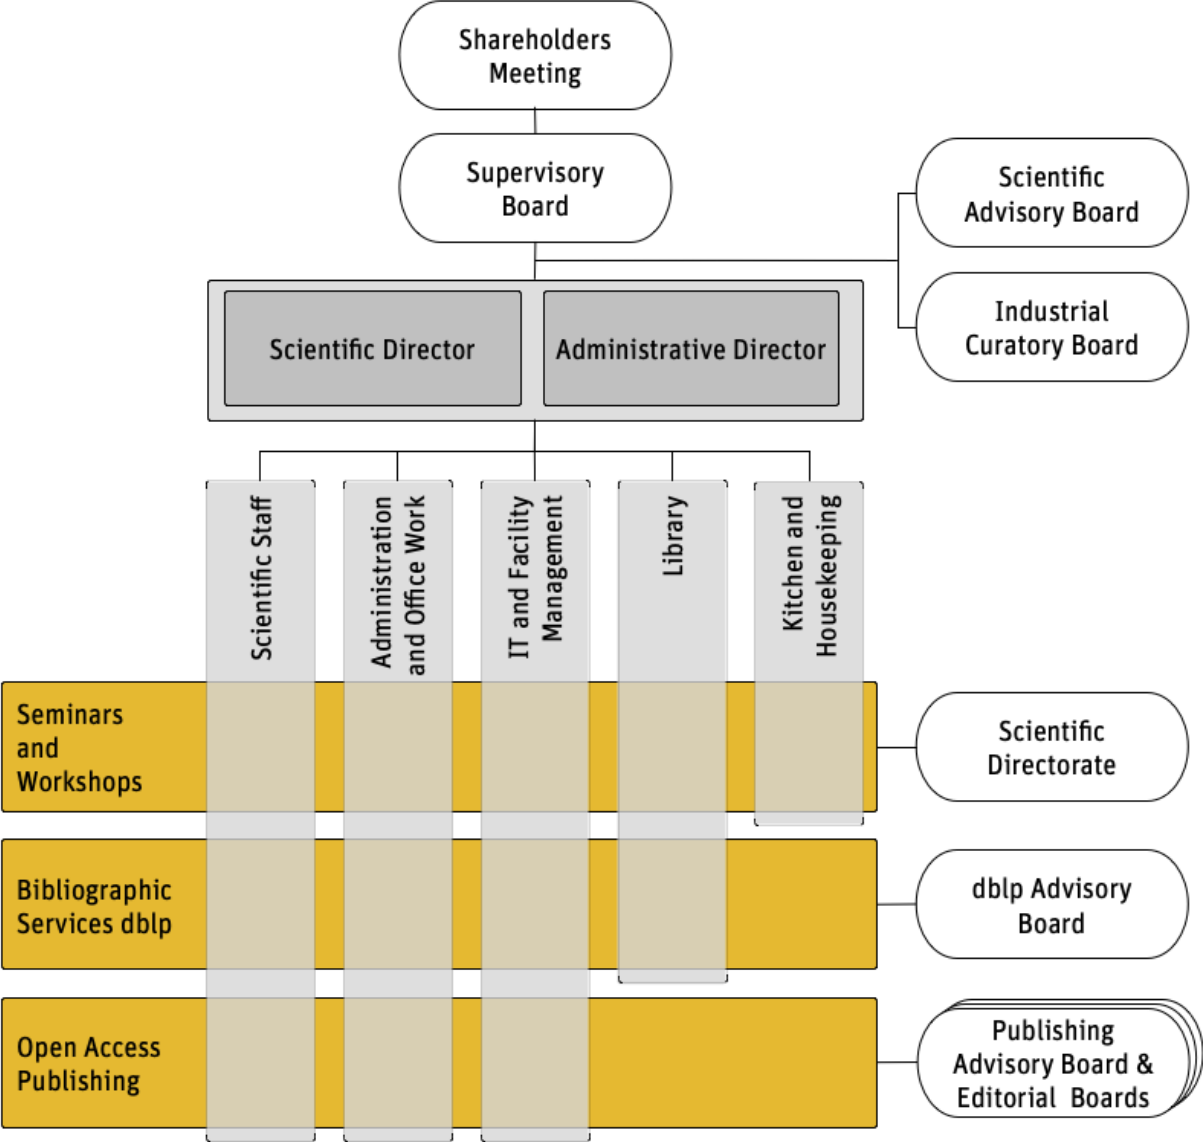 Shareholders
Meeting
Supervisory
Board
Scientific
Advisory Board
Industrial
Curatory Board
Scientific Director
Administrative Director
Scientific Staff
Administration
and Office Work
IT and Facility
Management
Library
Kitchen and
Housekeeping
Seminars
and
Workshops
Scientific
Directorate
Bibliographic
Services dblp
dblp Advisory
Board
Open Access
Publishing
Publishing
Advisory Board &
Editorial Boards